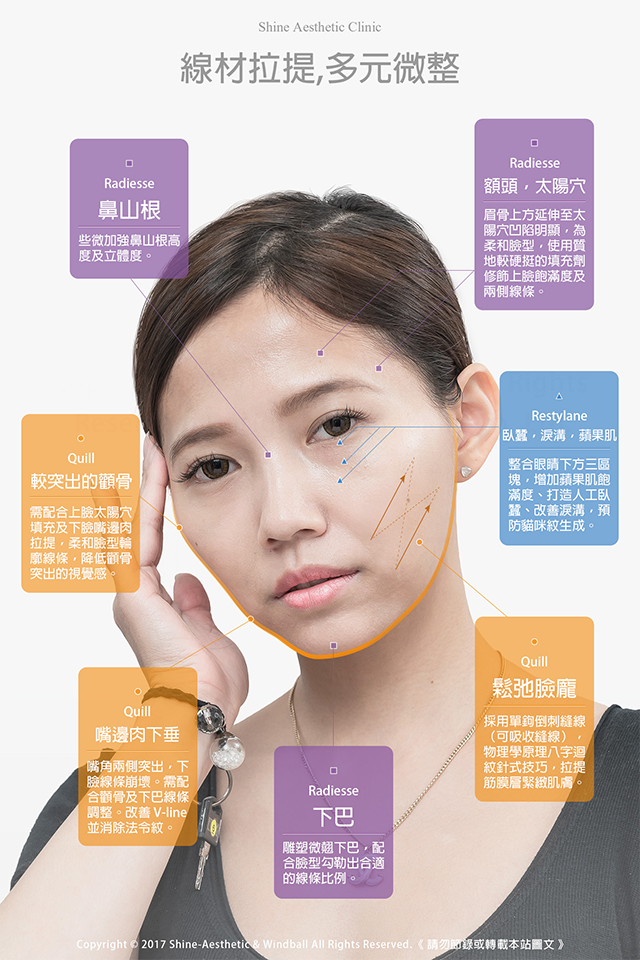 Shine Aesthetic Clinic
線材拉提,多元微整
Radiesse
鼻山根
些微加強鼻山根高
度及立體度。
Radiesse
額頭，太陽穴
眉骨上方延伸至太
陽穴凹陷明顯，為
柔和臉型，使用質
地較硬挺的填充劑
修飾上臉飽滿度及
兩側線條。
Restylane
臥蠶，淚溝，蘋果肌
整合眼睛下方三區
塊，增加蘋果肌飽
滿度、打造人工臥
蠶、改善淚溝，預
防貓咪紋生成。
Quill
較突出的顴骨
需配合上臉太陽穴
填充及下臉嘴邊肉
拉提，柔和臉型輪
廓線條，降低顴骨
突出的視覺感。
Quill
鬆弛臉龐
採用單鉤倒刺縫線
（可吸收縫線），
物理學原理八字迴
紋針式技巧，拉提
筋膜層緊緻肌膚。
Quill
嘴邊肉下垂
嘴角兩側突出，下
臉線條崩壞。需配
合顴骨及下巴線條
調整。改善 V-line
並消除法令紋。
Radiesse
下巴
雕塑微翹下巴，配
合臉型勾勒出合適
的線條比例。
Copyright © 2017 Shine-Aesthetic & Windball All Rights Reserved.《 請勿節錄或轉載本站圖文 》